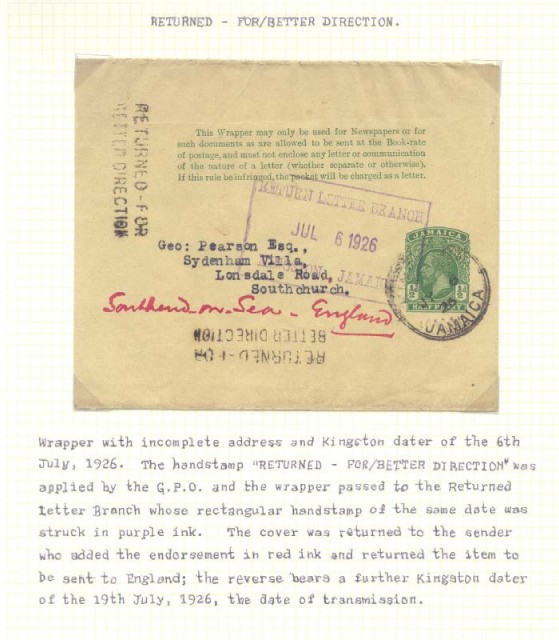 RETURNED - FOR/BETTER DIRECTION.
RETURNED-FOR
BETTER DIRECTION
This Wrapper may only be used for Newspapers or for
such documents as are allowed to be sent at the Book-rate
of postage, and must not enclose any letter or communication
of the nature of a letter (whether separate or otherwise).
If this rule be infringed, the packet will be charged as a letter.
RETURN LETTER BRANCH
JUL 6 1926
JAMAICA
Geo: Pearson Esq.,
Sydenham Villa,
Lonsdale Road,
Southchurch.
Southend-on-Sea - England
JAMAICA
½ ½
HALFPENNY
JAMAICA
RETURNED-FOR
BETTER DIRECTION
Wrapper with incomplete address and Kingston dater of the 6th
July, 1926. The handstamp "RETURNED - FOR/BETTER DIRECTION" was
applied by the G.P.O. and the wrapper passed to the Returned
Letter Branch whose rectangular handstamp of the same date was
struck in purple ink. The cover was returned to the sender
who added the endorsement in red ink and returned the item to
be sent to England; the reverse bears a further Kingston dater
of the 19th July, 1926, the date of transmission.